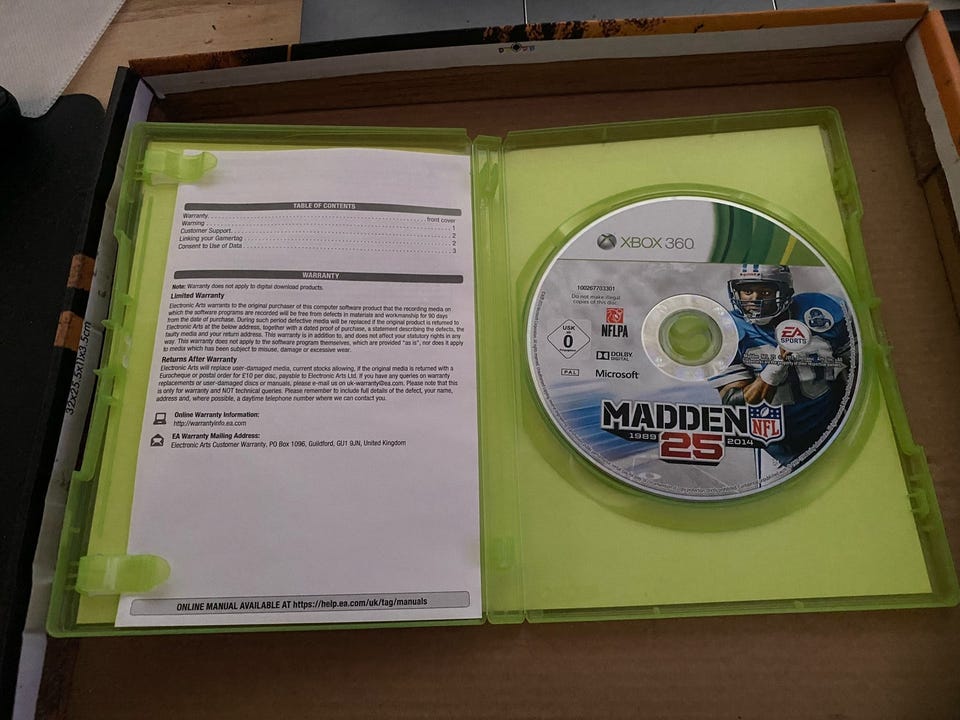 TABLE OF CONTENTS
Warranty. front cover
Warning 1
Customer Support. 2
Linking your Gamertag 2
Consent to Use of Data 3
WARRANTY
Note: Warranty does not apply to digital download products.
Limited Warranty
Electronic Arts warrants to the original purchaser of this computer software product that the recording media on
which the software programs are recorded will be free from defects in materials and workmanship for 90 days
from the date of purchase. During such period defective media will be replaced if the original product is returned to
Electronic Arts at the below address, together with a dated proof of purchase, a statement describing the defects, the
faulty media and your return address. This warranty is in addition to, and does not affect your statutory rights in any
way. This warranty does not apply to the software programs themselves, which are provided "as is", nor does it apply
to media which has been subject to misuse, damage or excessive wear.
Returns After Warranty
Electronic Arts will replace user-damaged media, current stocks allowing, if the original media is returned with a
Eurocheque or postal order for £10 per disc, payable to Electronic Arts Ltd. If you have any queries on warranty
replacements or user-damaged discs or manuals, please e-mail us on uk-warranty@ea.com. Please note that this
is only for warranty and NOT technical queries. Please remember to include full details of the defect, your name,
address and, where possible, a daytime telephone number where we can contact you.
Online Warranty Information:
http://warrantyinfo.ea.com
EA Warranty Mailing Address:
Electronic Arts Customer Warranty, PO Box 1096, Guildford, GU1 9JN, United Kingdom
ONLINE MANUAL AVAILABLE AT https://help.ea.com/uk/tag/manuals
32x25.5x11x3.5cm
XBOX 360
100267703301
Do not make illegal
copies of this disc.
NFLPA
USK
0
DOLBY
DIGITAL
PAL
Microsoft
EA
SPORTS
MADDEN NFL
1989 25 2014